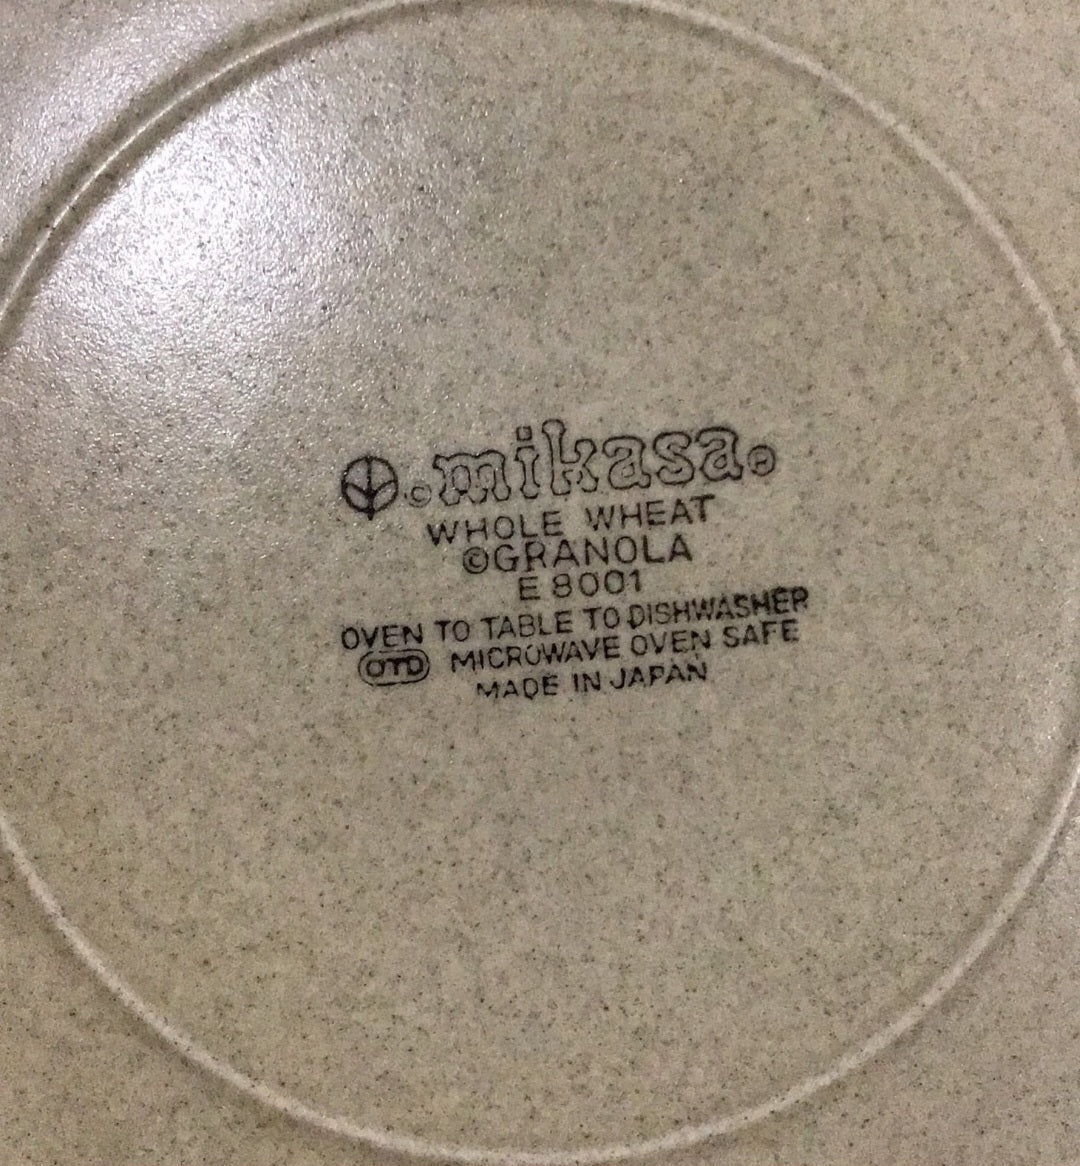 © mikasa ®
WHOLE WHEAT
©GRANOLA
E 8001
OVEN TO TABLE TO DISHWASHER
OTD MICROWAVE OVEN SAFE
MADE IN JAPAN